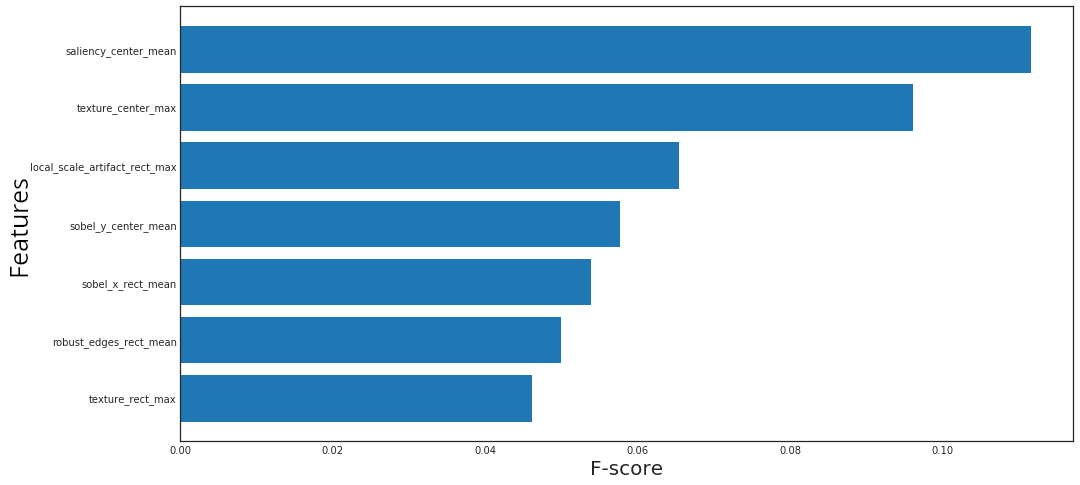 Features
saliency_center_mean
texture_center_max
local_scale_artifact_rect_max
sobel_y_center_mean
sobel_x_rect_mean
robust_edges_rect_mean
texture_rect_max
0.00 0.02 0.04 0.06 0.08 0.10
F-score